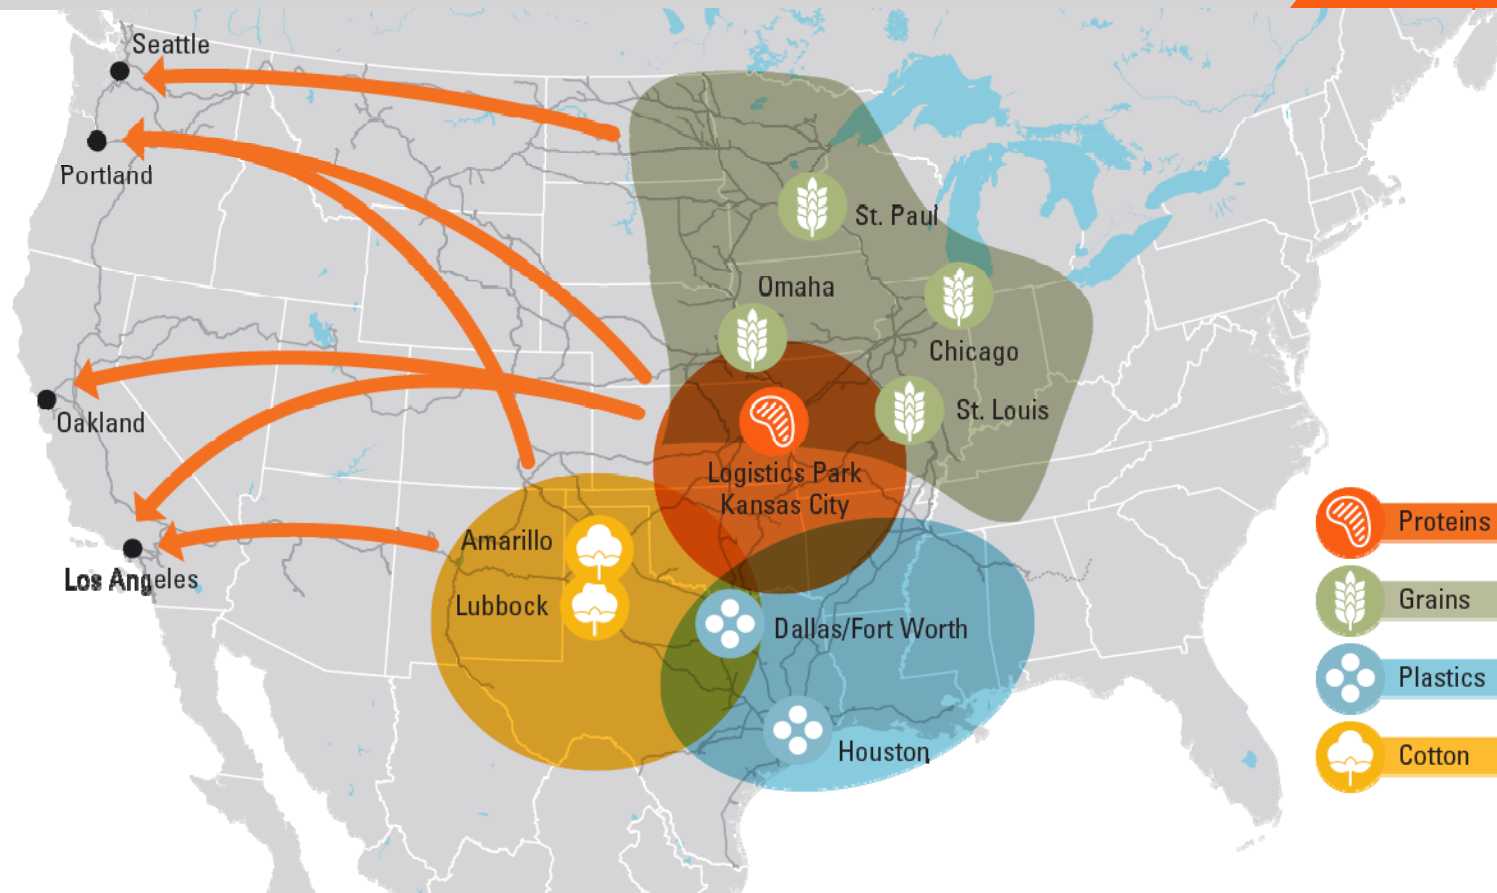 Seattle
Portland
St. Paul
Omaha
Chicago
Oakland
St. Louis
Logistics Park
Kansas City
Proteins
Amarillo
Los Angeles
Lubbock
Grains
Dallas/Fort Worth
Plastics
Houston
Cotton